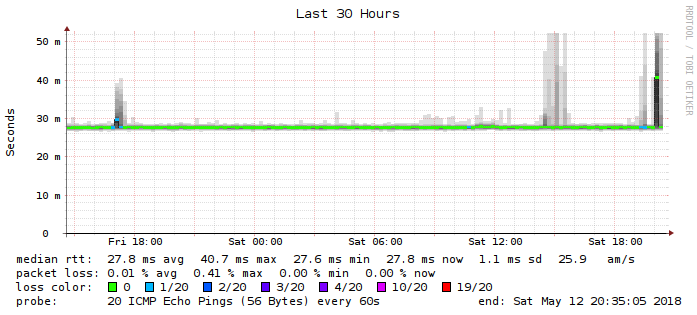 Last 30 Hours
RRDTOOL / TOBI OETIKER
Seconds
50 m
40 m
30 m
20 m
10 m
0
Fri 18:00 Sat 00:00 Sat 06:00 Sat 12:00 Sat 18:00
median rtt: 27.8 ms avg 40.7 ms max 27.6 ms min 27.8 ms now 1.1 ms sd 25.9 am/s
packet loss: 0.01 % avg 0.41 % max 0.00 % min 0.00 % now
loss color: 0 1/20 2/20 3/20 4/20 10/20 19/20
probe: 20 ICMP Echo Pings (56 Bytes) every 60s end: Sat May 12 20:35:05 2018